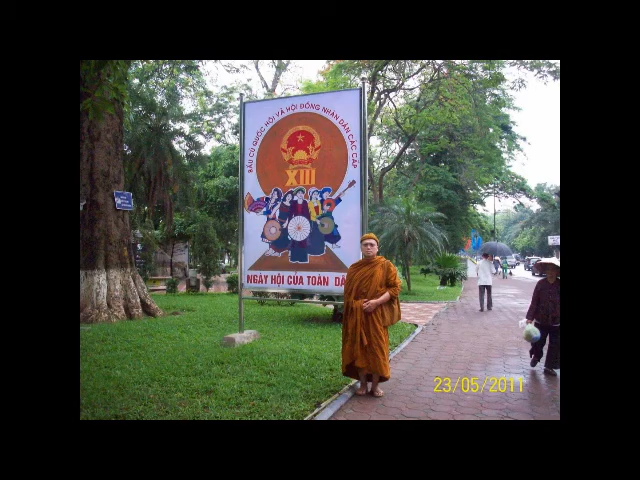 BẦU CỬ QUỐC HỘI VÀ HỘI ĐỒNG NHÂN DÂN CÁC CẤP
XIII
NGÀY HỘI CỦA TOÀN DÂ
23/05/2011